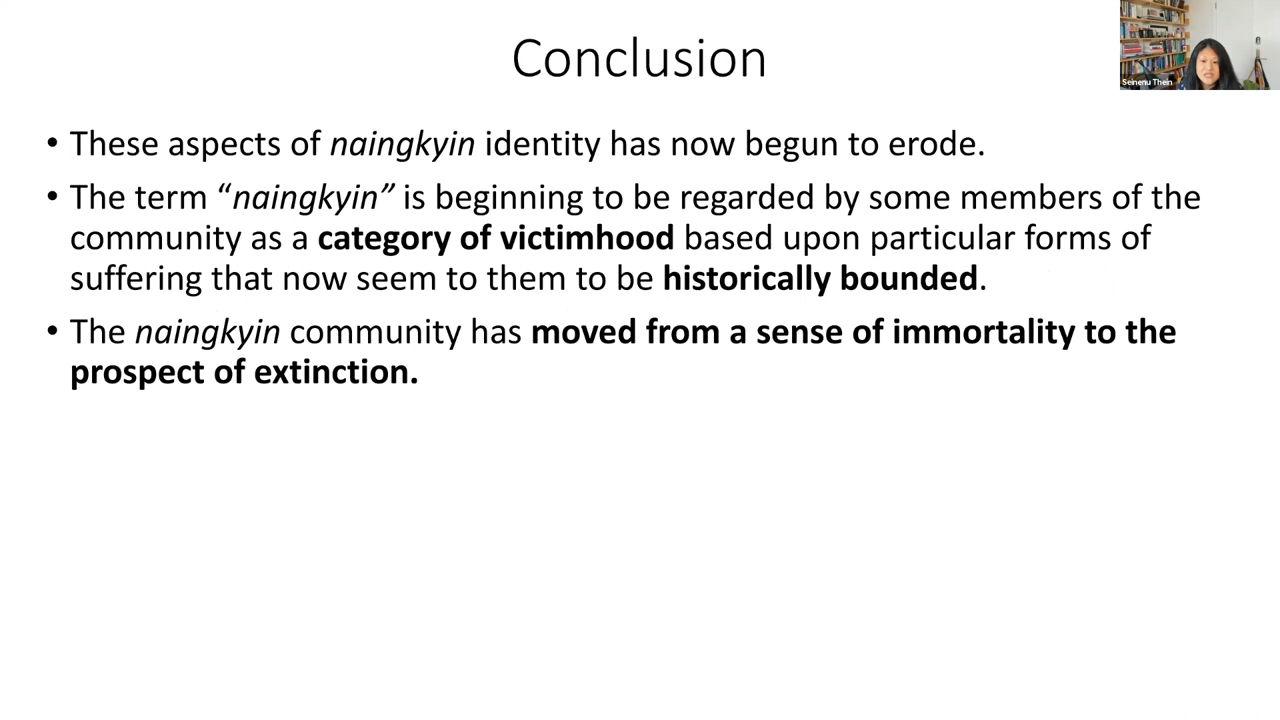 Conclusion
Seinenu Thein
• These aspects of naingkyin identity has now begun to erode.
• The term “naingkyin” is beginning to be regarded by some members of the
community as a category of victimhood based upon particular forms of
suffering that now seem to them to be historically bounded.
• The naingkyin community has moved from a sense of immortality to the
prospect of extinction.